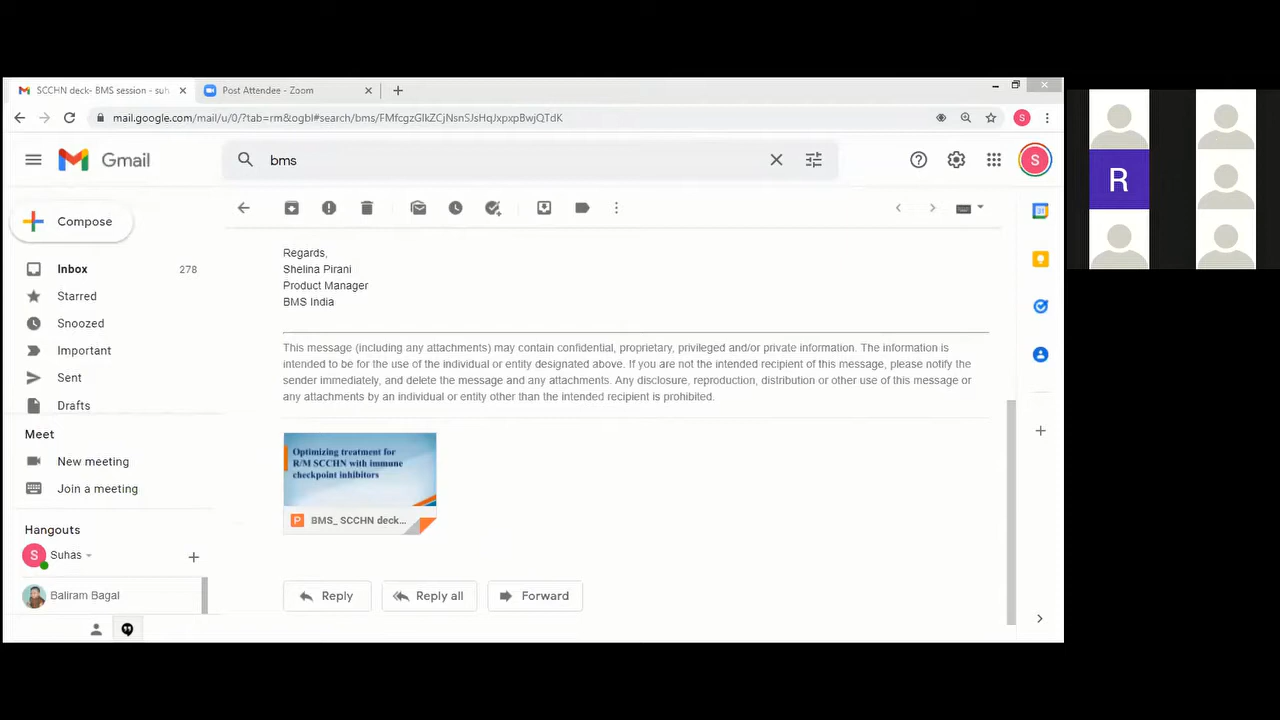 SCCHN deck- BMS session - suh
Post Attendee - Zoom
mail.google.com/mail/u/0/?tab=rm&ogbl#search/bms/FMfcgzGlkZCjNsnSJsHqJxpxpBwjQTdK
S
Gmail
bms
S
Compose
Inbox 278
Starred
Snoozed
Important
Sent
Drafts
Meet
New meeting
Join a meeting
Hangouts
S Suhas
Baliram Bagal
Regards,
Shelina Pirani
Product Manager
BMS India
This message (including any attachments) may contain confidential, proprietary, privileged and/or private information. The information is
intended to be for the use of the individual or entity designated above. If you are not the intended recipient of this message, please notify the
sender immediately, and delete the message and any attachments. Any disclosure, reproduction, distribution or other use of this message or
any attachments by an individual or entity other than the intended recipient is prohibited.
Optimizing treatment for
R/M SCCHN with immune
checkpoint inhibitors
P BMS_ SCCHN deck...
Reply
Reply all
Forward
R